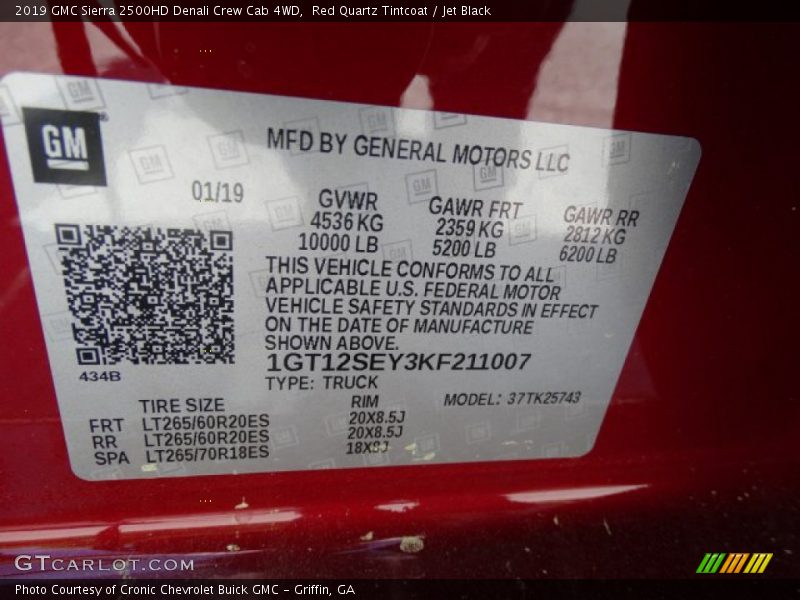 2019 GMC Sierra 2500HD Denali Crew Cab 4WD,  Red Quartz Tintcoat / Jet Black
GM
MFD BY GENERAL MOTORS LLC
01/19
GVWR
4536 KG
10000 LB
GAWR FRT
2359 KG
5200 LB
GAWR RR
2812 KG
6200 LB
THIS VEHICLE CONFORMS TO ALL
APPLICABLE U.S. FEDERAL MOTOR
VEHICLE SAFETY STANDARDS IN EFFECT
ON THE DATE OF MANUFACTURE
SHOWN ABOVE.
434B
1GT12SEY3KF211007
TYPE: TRUCK
TIRE SIZE
RIM
MODEL: 37TK25743
FRT LT265/60R20ES 20X8.5J
RR LT265/60R20ES 20X8.5J
SPA LT265/70R18ES 18X8J
GTCARLOT.COM
Photo Courtesy of Cronic Chevrolet Buick GMC - Griffin, GA